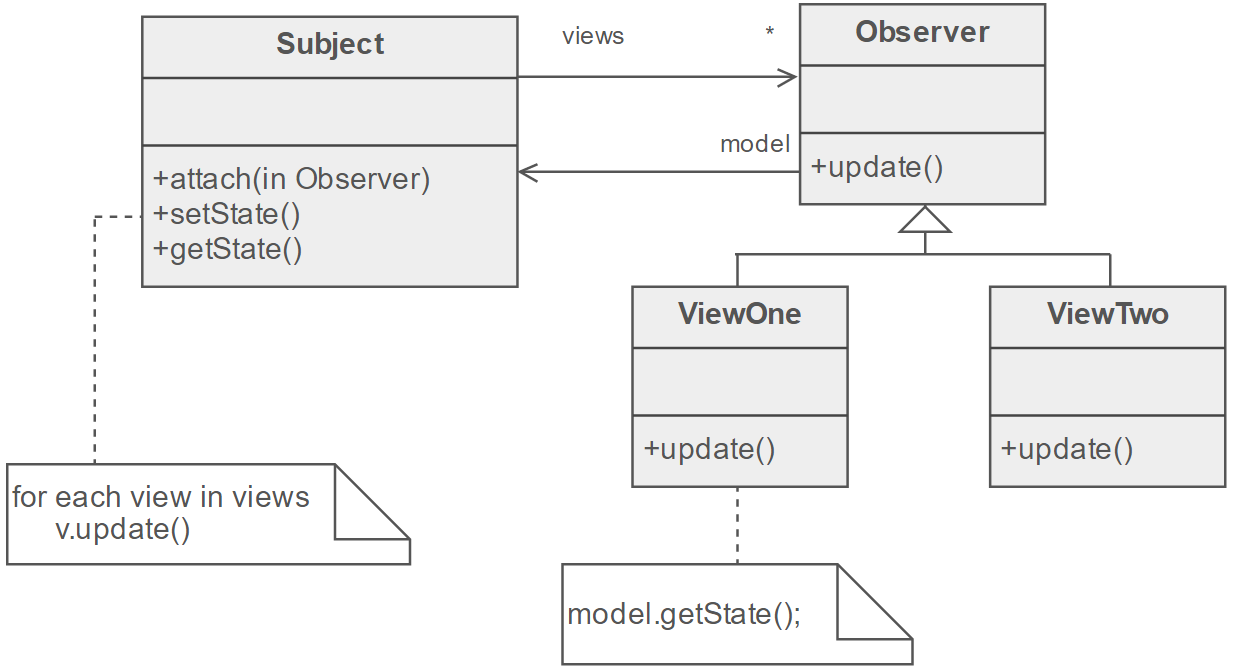 Subject
+attach(in Observer)
+setState()
+getState()
views
*
model
Observer
+update()
ViewOne
+update()
ViewTwo
+update()
for each view in views
v.update()
model.getState();